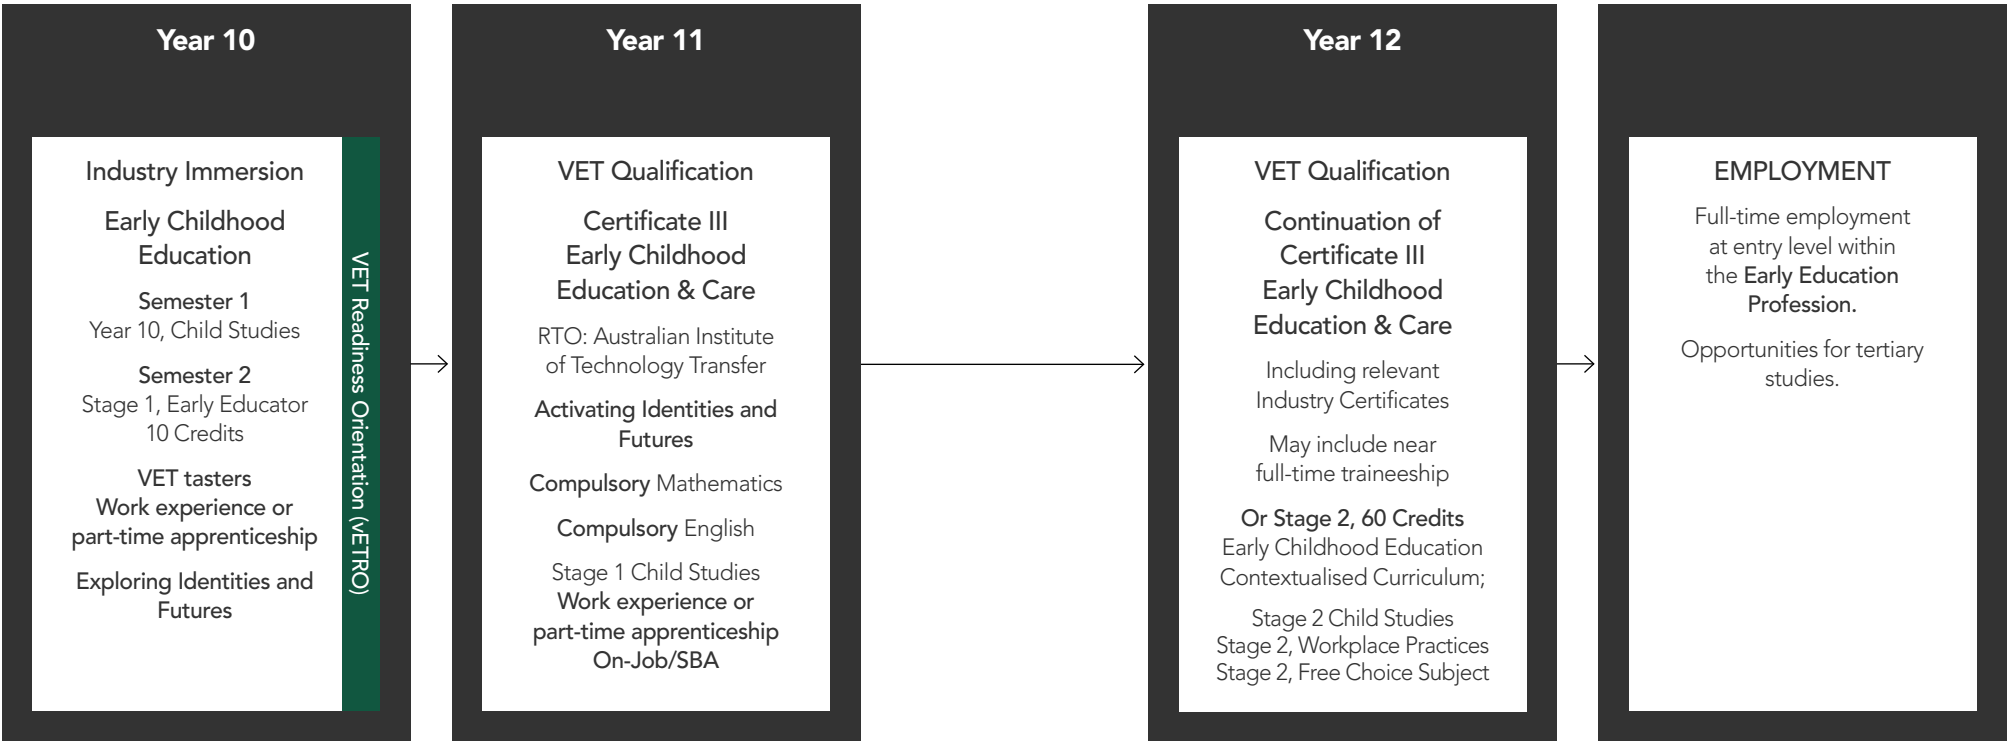 Year 10
Industry Immersion
Early Childhood
Education
Semester 1
Year 10, Child Studies
Semester 2
Stage 1, Early Educator
10 Credits
VET tasters
Work experience or
part-time apprenticeship
Exploring Identities and
Futures
VET Readiness Orientation (vETRO)
Year 11
VET Qualification
Certificate III
Early Childhood
Education & Care
RTO: Australian Institute
of Technology Transfer
Activating Identities and
Futures
Compulsory Mathematics
Compulsory English
Stage 1 Child Studies
Work experience or
part-time apprenticeship
On-Job/SBA
Year 12
VET Qualification
Continuation of
Certificate III
Early Childhood
Education & Care
Including relevant
Industry Certificates
May include near
full-time traineeship
Or Stage 2, 60 Credits
Early Childhood Education
Contextualised Curriculum;
Stage 2 Child Studies
Stage 2, Workplace Practices
Stage 2, Free Choice Subject
EMPLOYMENT
Full-time employment
at entry level within
the Early Education
Profession.
Opportunities for tertiary
studies.